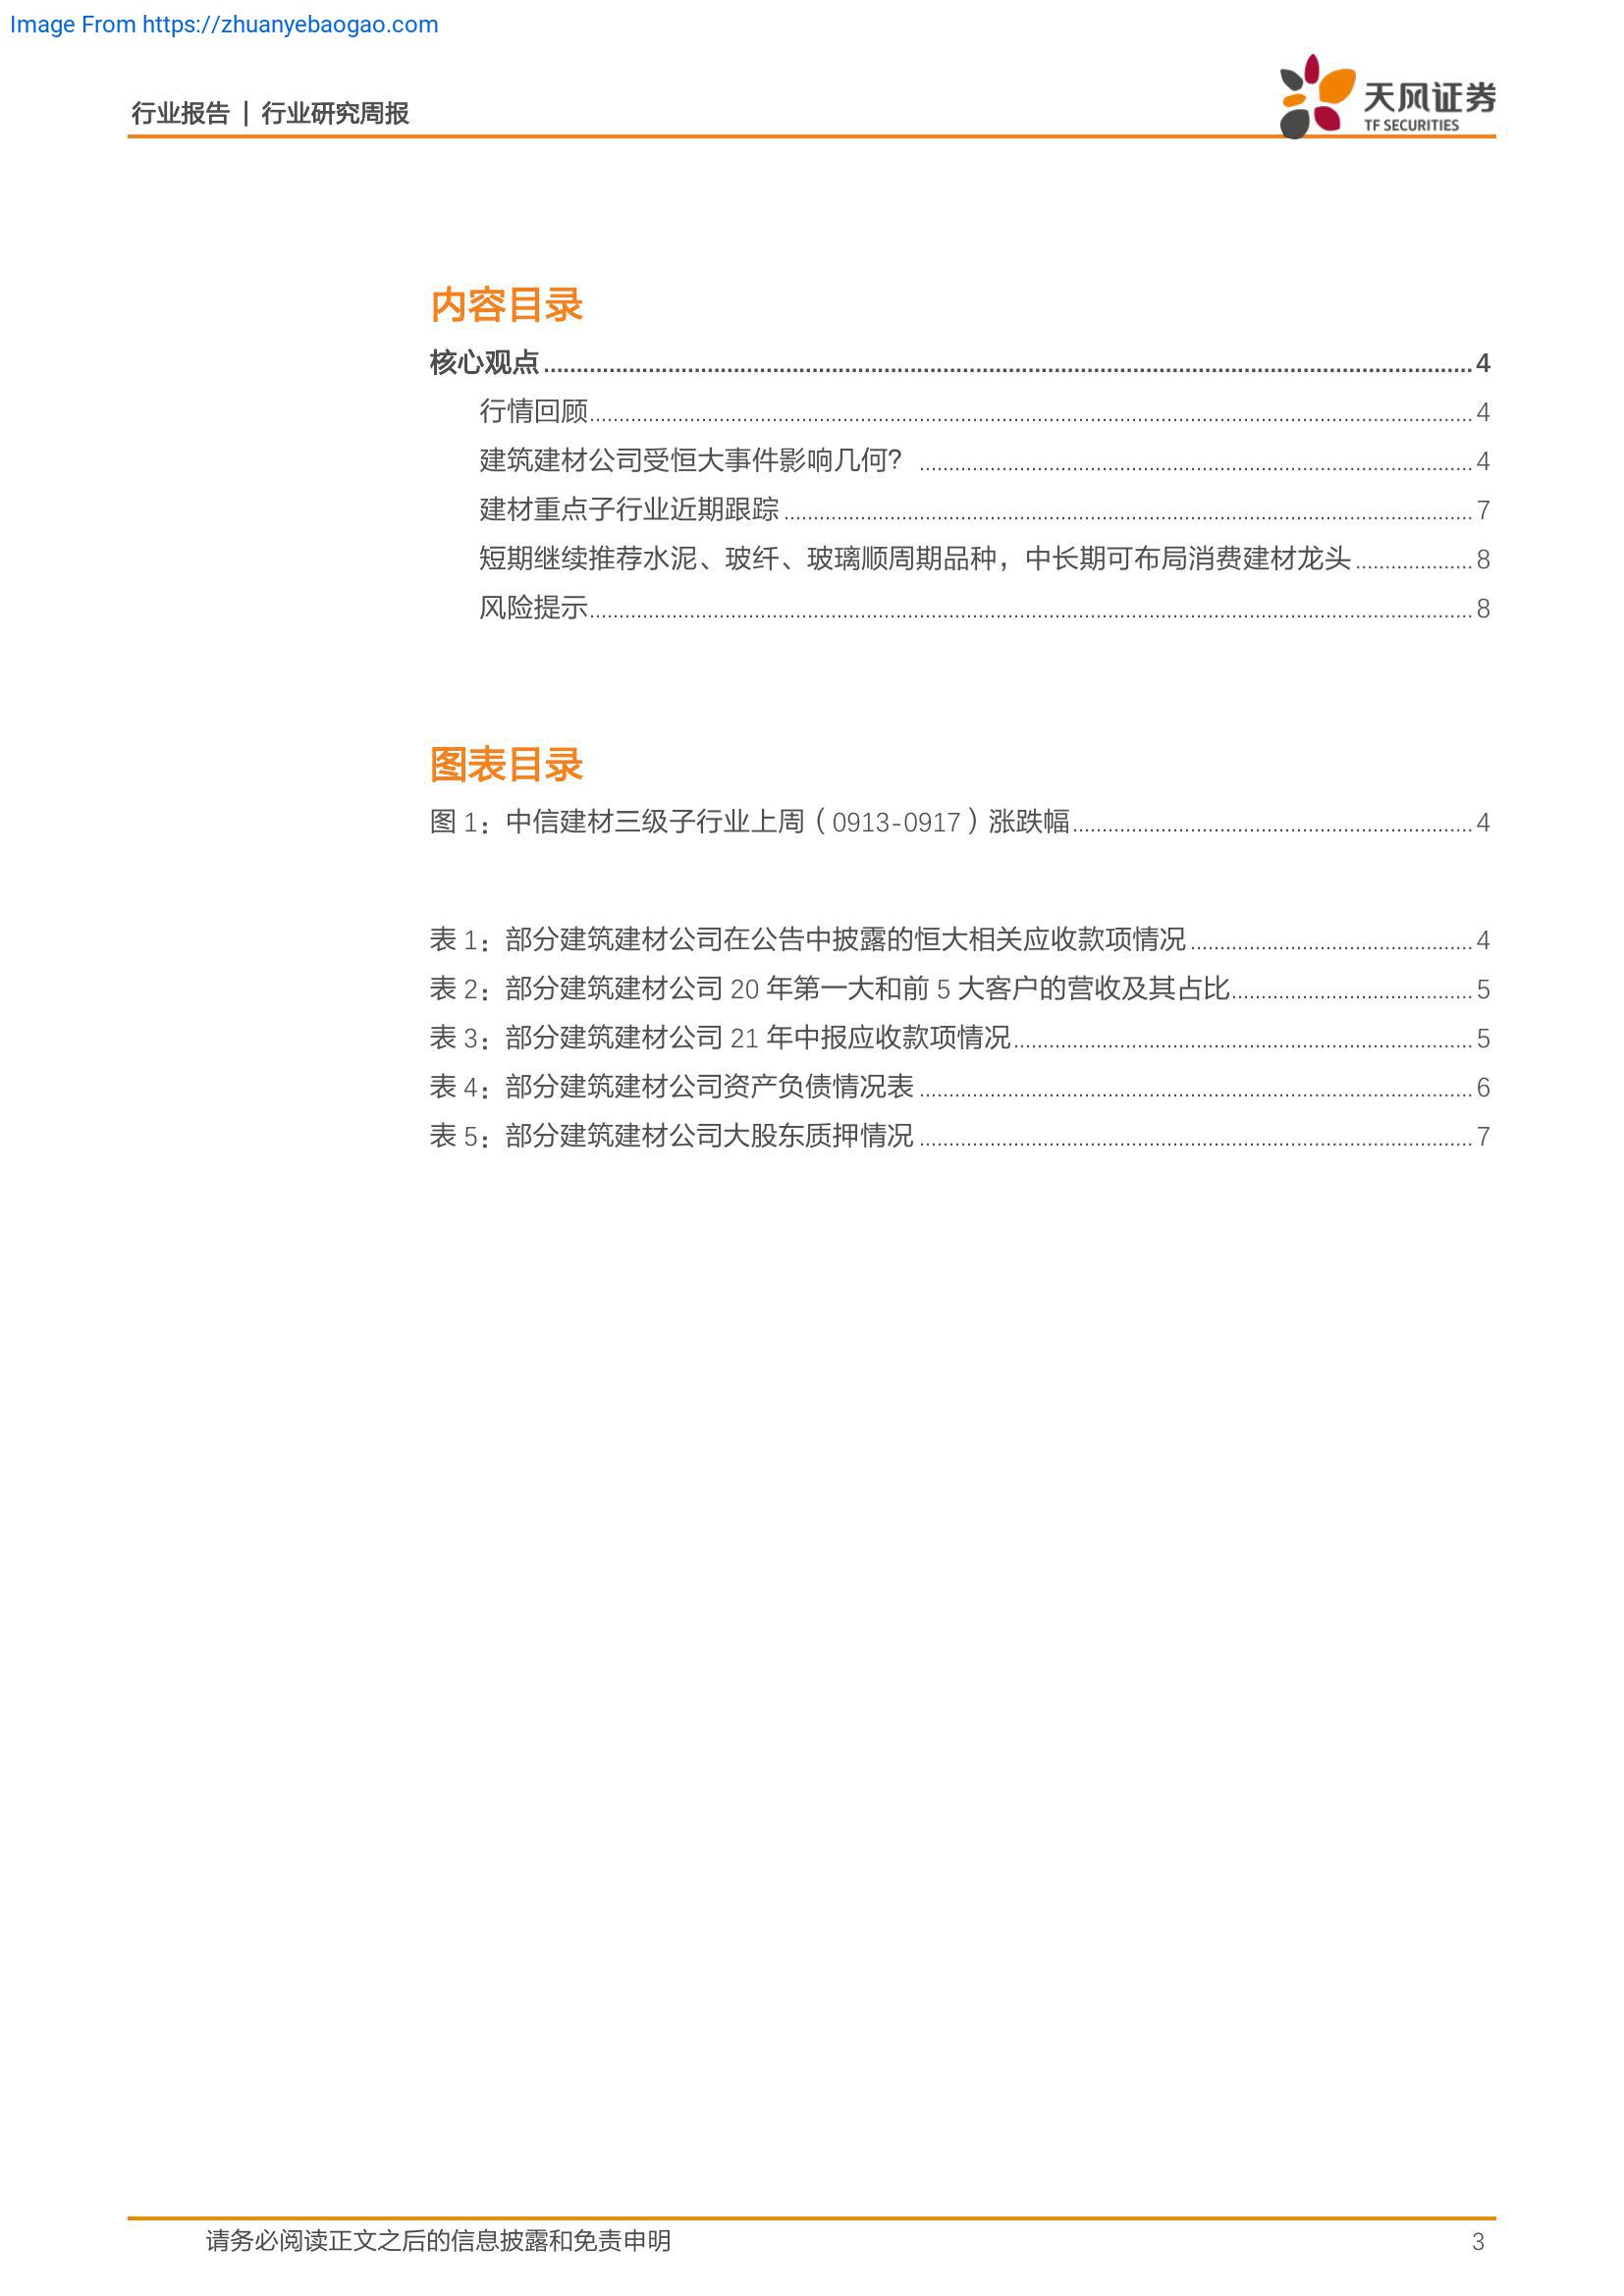 Image From https://zhuanyebaogao.com
行业报告 | 行业研究周报
天风证券
TF SECURITIES
内容目录
核心观点 4
行情回顾 4
建筑建材公司受恒大事件影响几何？ 4
建材重点子行业近期跟踪 7
短期继续推荐水泥、玻纤、玻璃顺周期品种，中长期可布局消费建材龙头 8
风险提示 8
图表目录
图 1：中信建材三级子行业上周（0913-0917）涨跌幅 4
表 1：部分建筑建材公司在公告中披露的恒大相关应收款项情况 4
表 2：部分建筑建材公司 20 年第一大和前 5 大客户的营收及其占比 5
表 3：部分建筑建材公司 21 年中报应收款项情况 5
表 4：部分建筑建材公司资产负债情况表 6
表 5：部分建筑建材公司大股东质押情况 7
请务必阅读正文之后的信息披露和免责申明 3